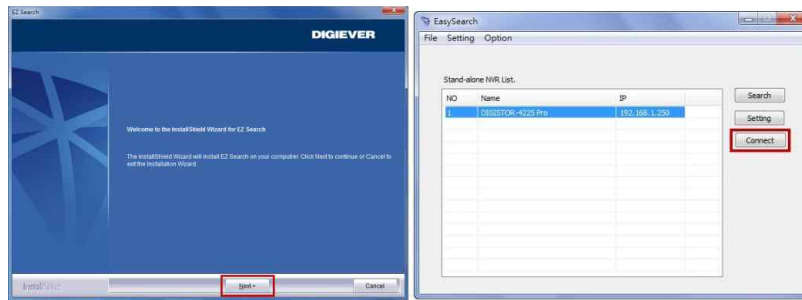 EZ Search
DIGIEVER
Welcome to the InstallShield Wizard for EZ Search
The InstallShield Wizard will install EZ Search on your computer. Click Next to continue or Cancel to
exit the Installation Wizard.
InstallShield
Next >
Cancel
EasySearch
File Setting Option
Stand-alone NVR List.
NO Name IP
1 DIGISTOR-4225 Pro 192.168.1.250
Search
Setting
Connect